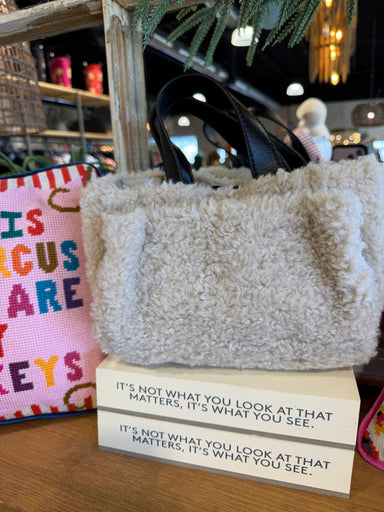 IS
RCUS
ARE
KEYS
IT'S NOT WHAT YOU LOOK AT THAT
MATTERS, IT'S WHAT YOU SEE.
IT'S NOT WHAT YOU LOOK AT THAT
MATTERS, IT'S WHAT YOU SEE.